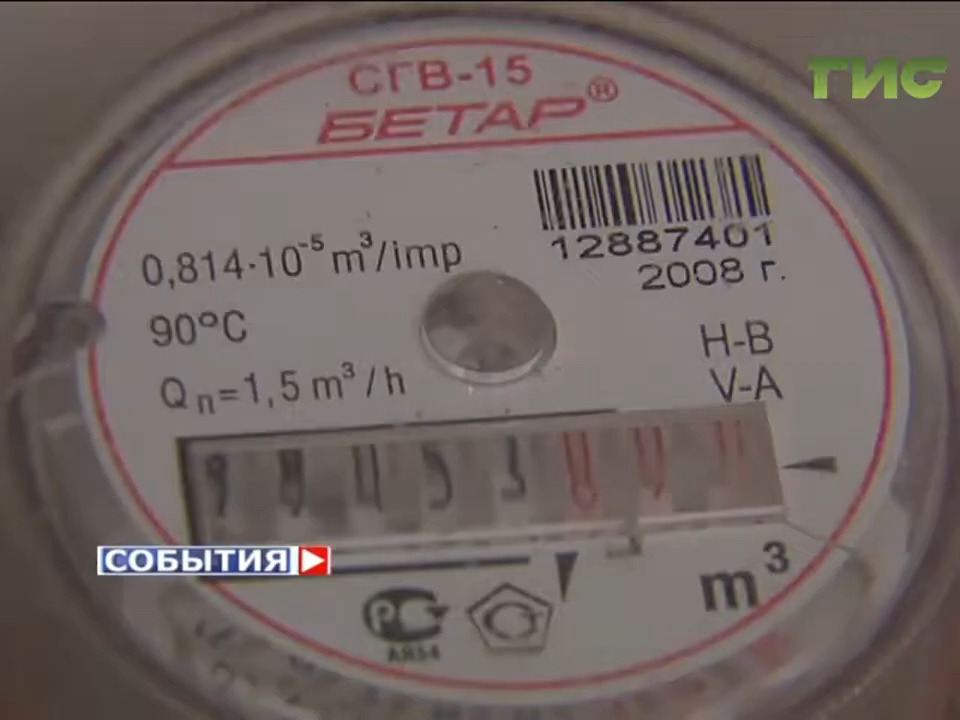 ГИС
СГВ-15
БЕТАР®
12887401
2008 г.
0,814·10⁻⁵ m³/imp
90°C
Qn=1,5 m³/h
H-B
V-A
СОБЫТИЯ
m³